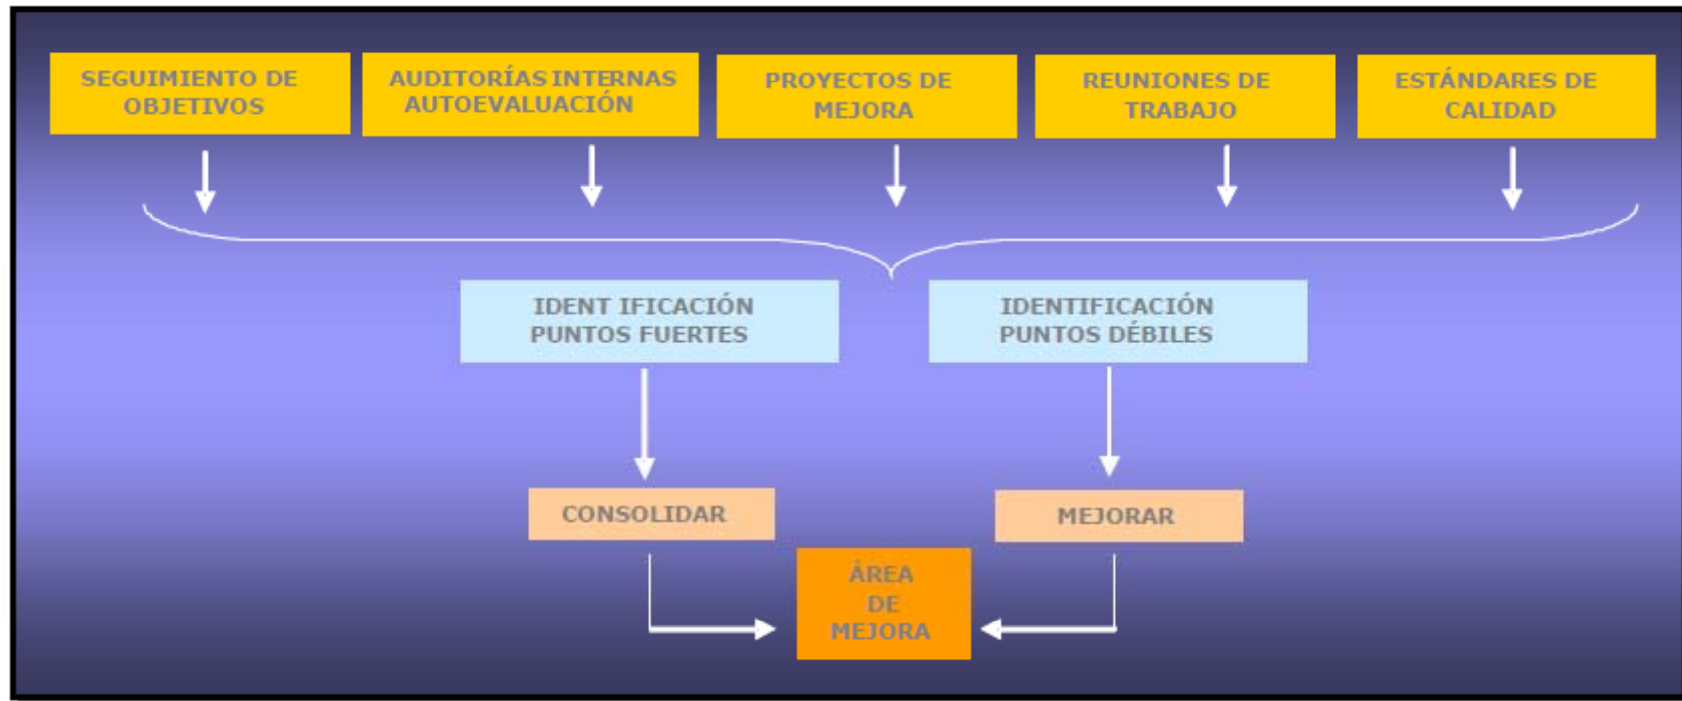 SEGUIMIENTO DE
OBJETIVOS
AUDITORÍAS INTERNAS
AUTOEVALUACIÓN
PROYECTOS DE
MEJORA
REUNIONES DE
TRABAJO
ESTÁNDARES DE
CALIDAD
IDENT IFICACIÓN
PUNTOS FUERTES
IDENTIFICACIÓN
PUNTOS DÉBILES
CONSOLIDAR
MEJORAR
ÁREA
DE
MEJORA